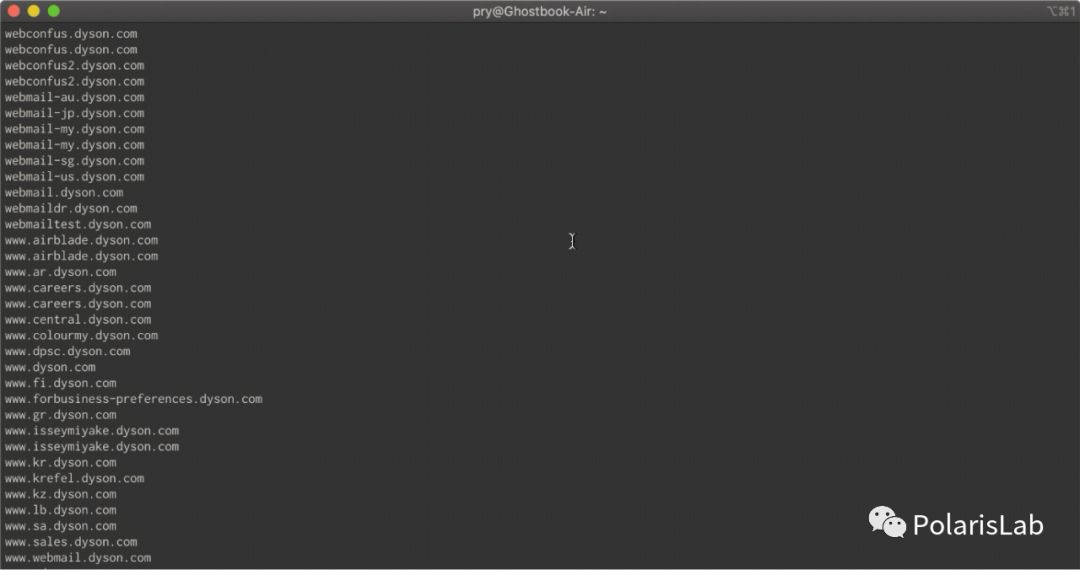 pry@Ghostbook-Air: ~
⌥⌘1
webconfus.dyson.com
webconfus.dyson.com
webconfus2.dyson.com
webconfus2.dyson.com
webmail-au.dyson.com
webmail-jp.dyson.com
webmail-my.dyson.com
webmail-my.dyson.com
webmail-sg.dyson.com
webmail-us.dyson.com
webmail.dyson.com
webmaildr.dyson.com
webmailtest.dyson.com
www.airblade.dyson.com
www.airblade.dyson.com
www.ar.dyson.com
www.careers.dyson.com
www.careers.dyson.com
www.central.dyson.com
www.colourmy.dyson.com
www.dpsc.dyson.com
www.dyson.com
www.fi.dyson.com
www.forbusiness-preferences.dyson.com
www.gr.dyson.com
www.isseymiyake.dyson.com
www.isseymiyake.dyson.com
www.kr.dyson.com
www.krefel.dyson.com
www.kz.dyson.com
www.lb.dyson.com
www.sa.dyson.com
www.sales.dyson.com
www.webmail.dyson.com
PolarisLab